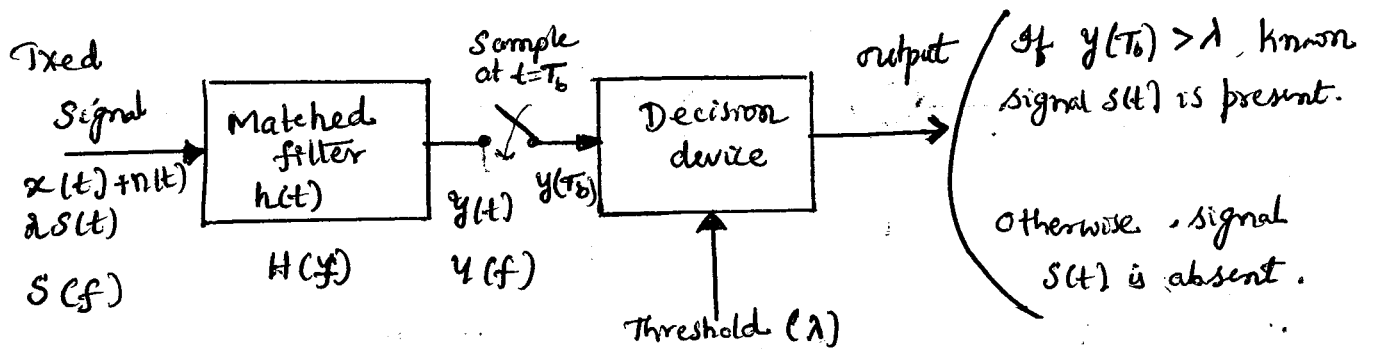 Txed
Signal
x(t)+n(t)
S(t)
S(f)
Matched
filter
h(t)
H(f)
Sample
at t=Tb
y(t)
y(Tb)
Y(f)
Decision
device
Threshold (λ)
output
If y(Tb) >λ, known
signal s(t) is present.
Otherwise, signal
S(t) is absent.